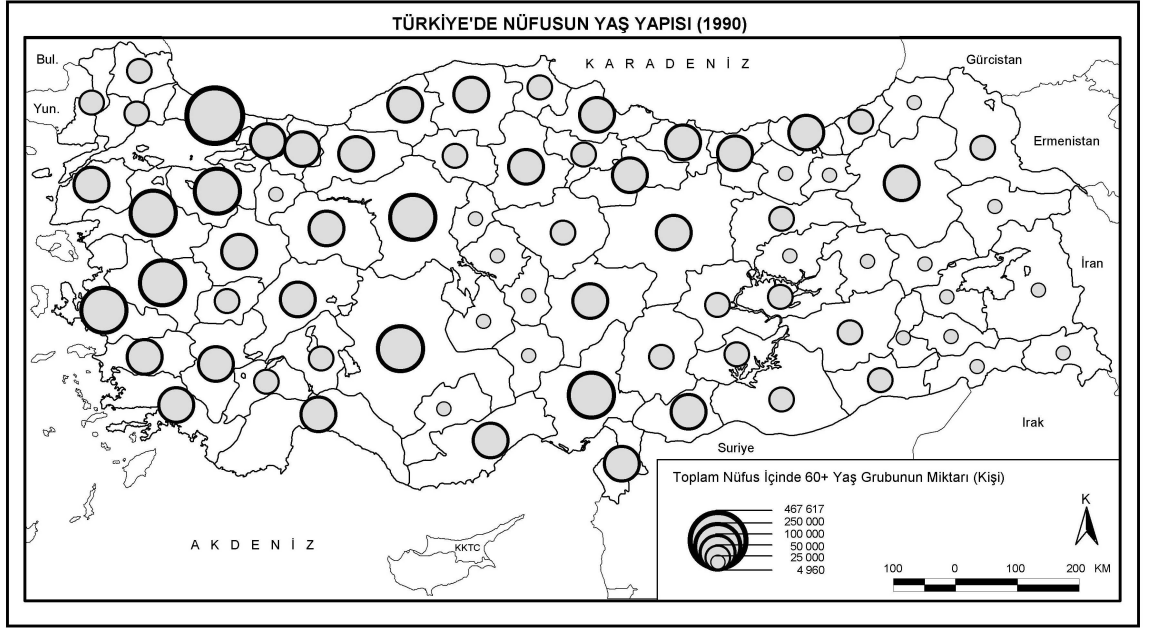 TÜRKİYE'DE NÜFUSUN YAŞ YAPISI (1990)
Bul.
KARADENİZ
Gürcistan
Yun.
Ermenistan
İran
Irak
Suriye
Toplam Nüfus İçinde 60+ Yaş Grubunun Miktarı (Kişi)
467 617
250 000
100 000
50 000
25 000
4 960
K
AKDENİZ
KKTC
100 0 100 200 KM